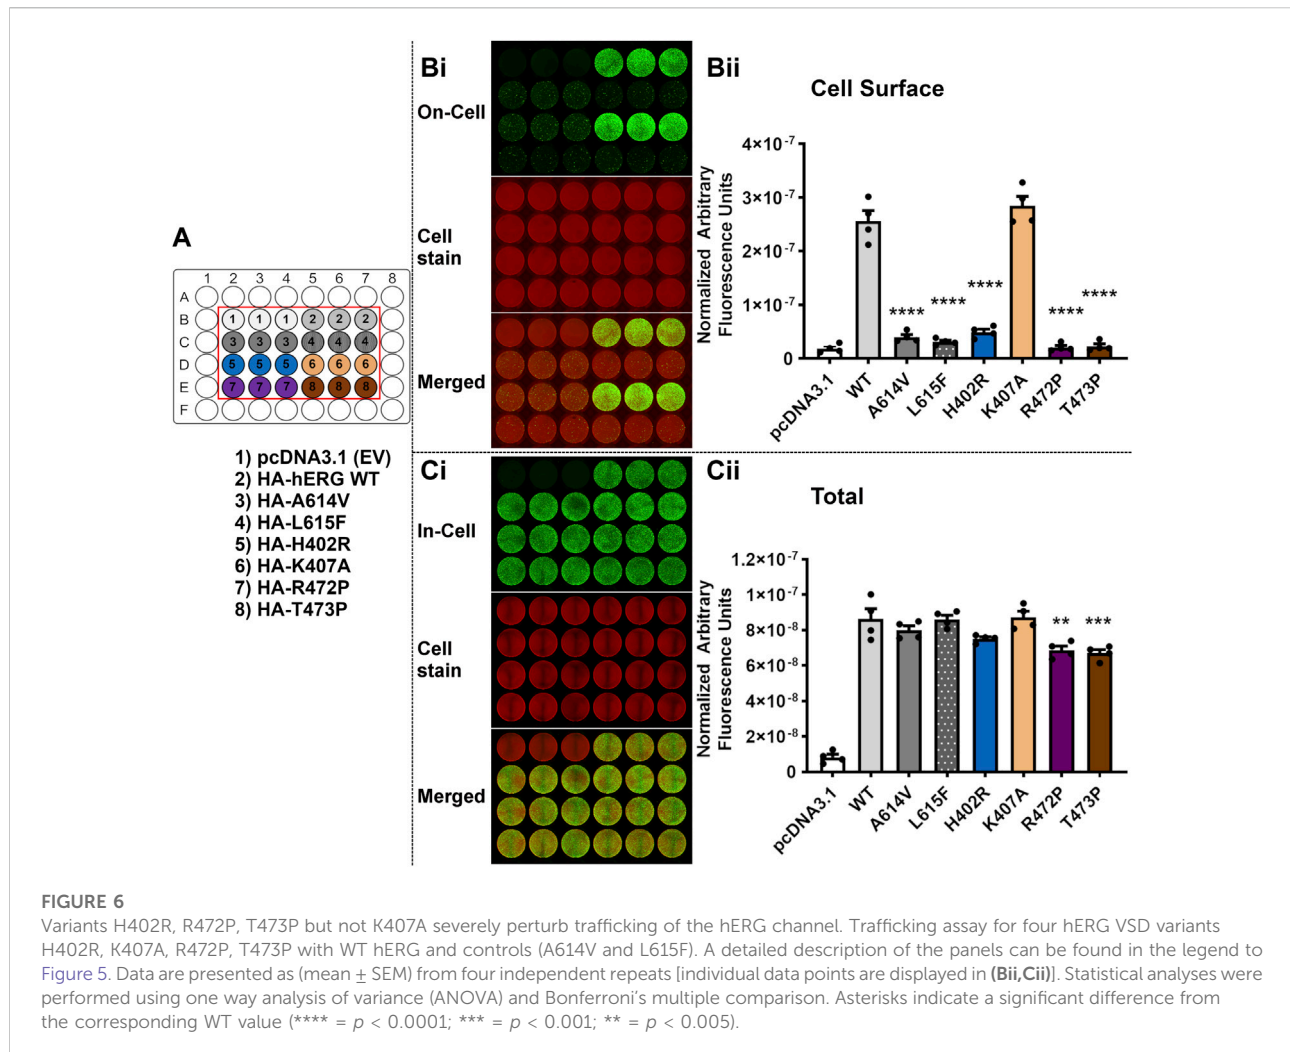 A
1 2 3 4 5 6 7 8
A
B 1 1 1 2 2 2
C 3 3 3 4 4 4
D 5 5 5 6 6 6
E 7 7 7 8 8 8
F
1) pcDNA3.1 (EV)
2) HA-hERG WT
3) HA-A614V
4) HA-L615F
5) HA-H402R
6) HA-K407A
7) HA-R472P
8) HA-T473P
Bi
On-Cell
Cell
stain
Merged
Bii
Cell Surface
Normalized Arbitrary
Fluorescence Units
4×10-7
3×10-7
2×10-7
1×10-7
0
**** **** **** **** ****
pcDNA3.1 WT A614V L615F H402R K407A R472P T473P
Ci
In-Cell
Cell
stain
Merged
Cii
Total
Normalized Arbitrary
Fluorescence Units
1.2×10-7
1×10-7
8×10-8
6×10-8
4×10-8
2×10-8
0
** ***
pcDNA3.1 WT A614V L615F H402R K407A R472P T473P
FIGURE 6
Variants H402R, R472P, T473P but not K407A severely perturb trafficking of the hERG channel. Trafficking assay for four hERG VSD variants
H402R, K407A, R472P, T473P with WT hERG and controls (A614V and L615F). A detailed description of the panels can be found in the legend to
Figure 5. Data are presented as (mean ± SEM) from four independent repeats [individual data points are displayed in (Bii,Cii)]. Statistical analyses were
performed using one way analysis of variance (ANOVA) and Bonferroni's multiple comparison. Asterisks indicate a significant difference from
the corresponding WT value (**** = p < 0.0001; *** = p < 0.001; ** = p < 0.005).